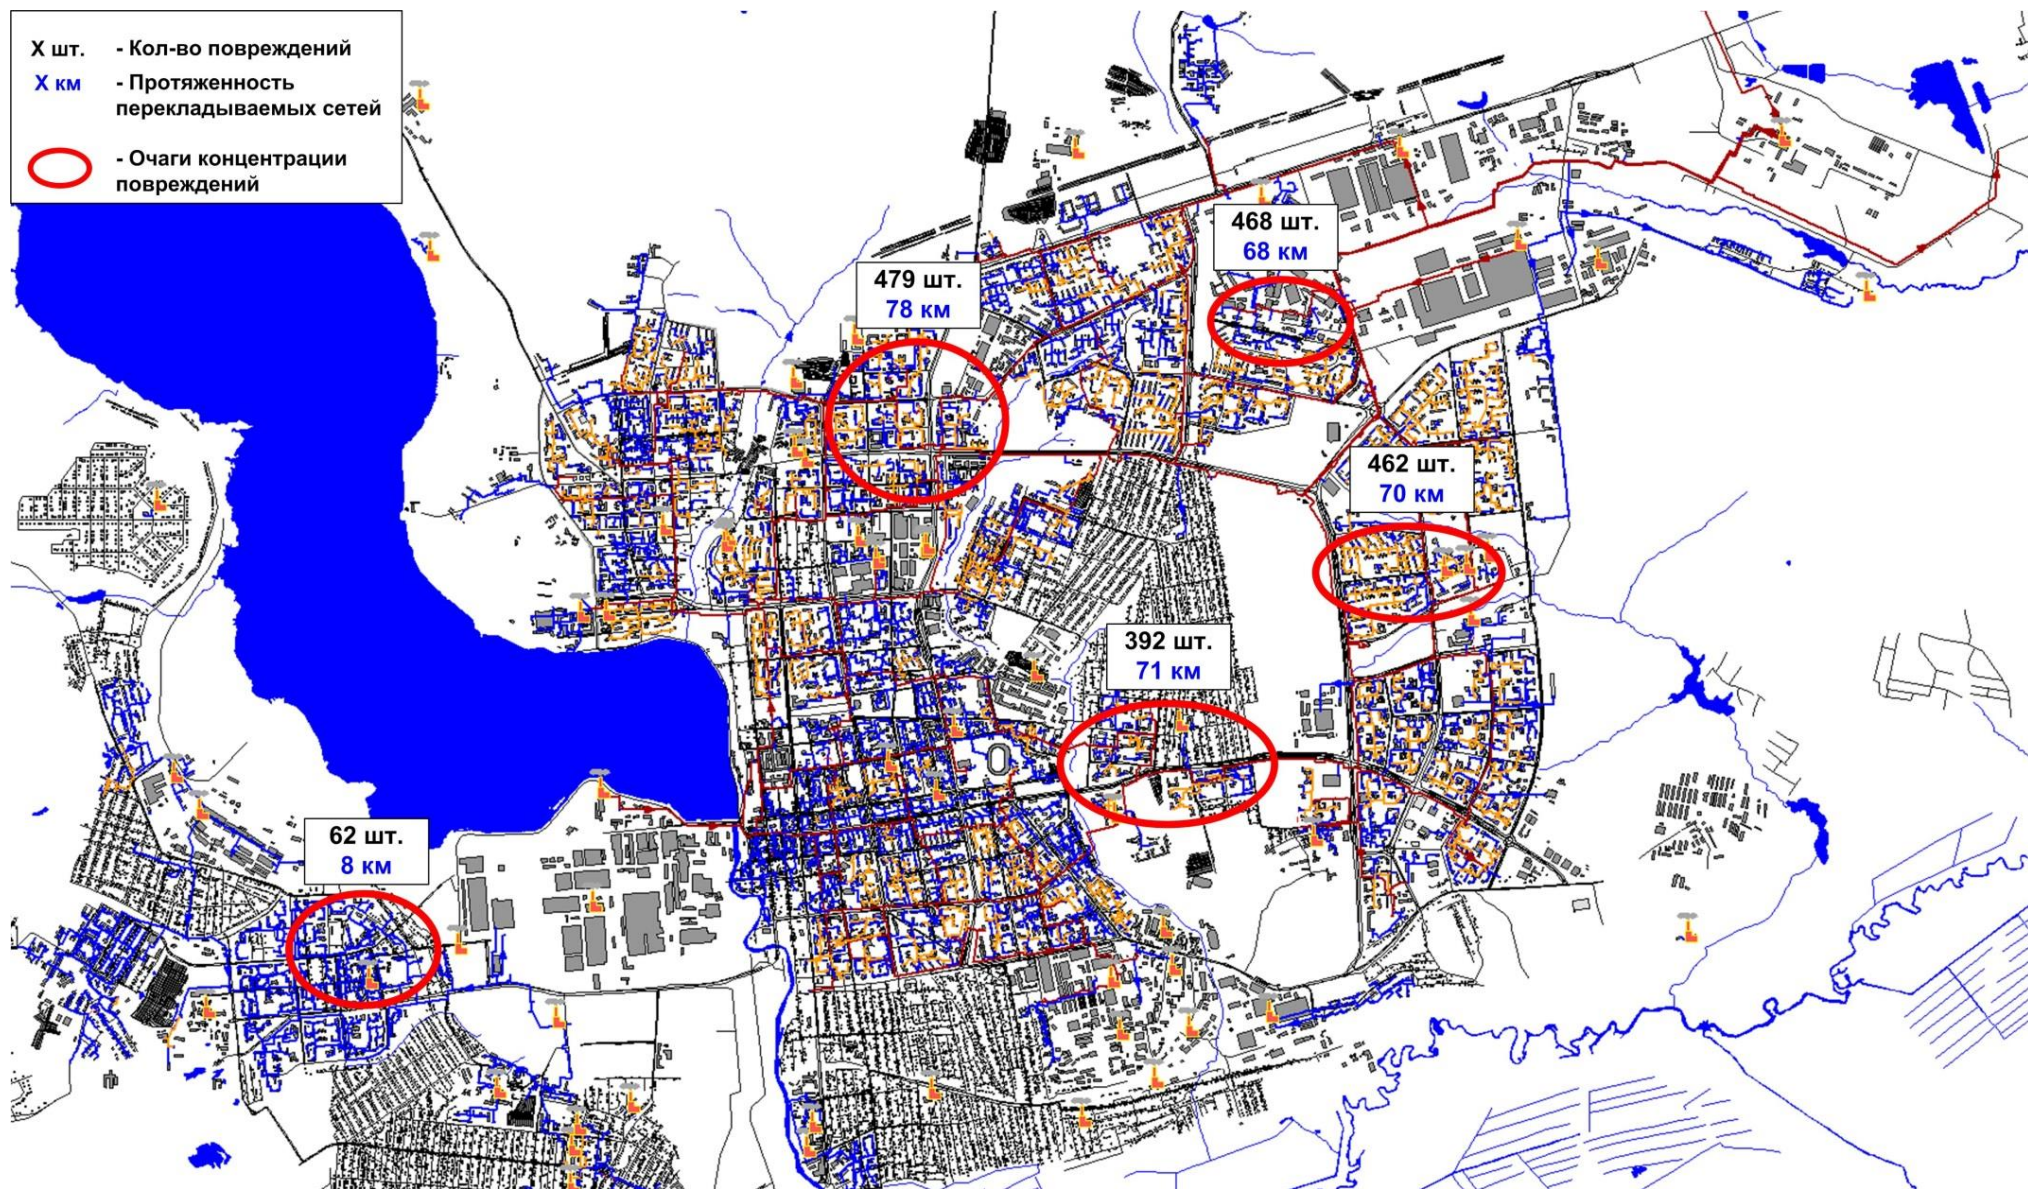 X шт. - Кол-во повреждений
X км - Протяженность
перекладываемых сетей
- Очаги концентрации
повреждений
468 шт.
68 км
479 шт.
78 км
462 шт.
70 км
392 шт.
71 км
62 шт.
8 км